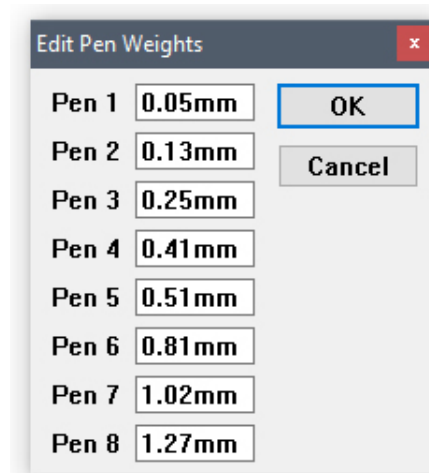 Edit Pen Weights x
Pen 1 0.05mm OK
Pen 2 0.13mm Cancel
Pen 3 0.25mm
Pen 4 0.41mm
Pen 5 0.51mm
Pen 6 0.81mm
Pen 7 1.02mm
Pen 8 1.27mm